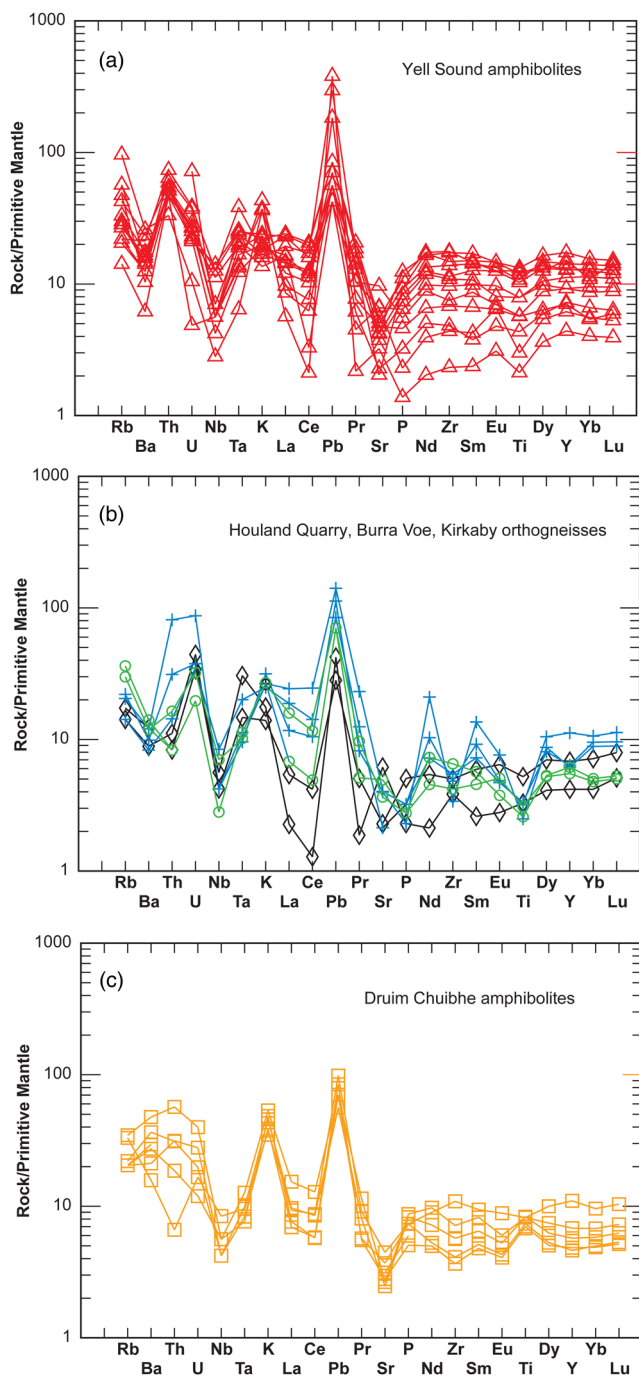 1000
(a)
Yell Sound amphibolites
100
Rock/Primitive Mantle
10
1
Rb Th Nb K Ce Pr P Zr Eu Dy Yb
Ba U Ta La Pb Sr Nd Sm Ti Y Lu
1000
(b)
Houland Quarry, Burra Voe, Kirkaby orthogneisses
100
Rock/Primitive Mantle
10
1
Rb Th Nb K Ce Pr P Zr Eu Dy Yb
Ba U Ta La Pb Sr Nd Sm Ti Y Lu
1000
(c)
Druim Chuibhe amphibolites
100
Rock/Primitive Mantle
10
1
Rb Th Nb K Ce Pr P Zr Eu Dy Yb
Ba U Ta La Pb Sr Nd Sm Ti Y Lu